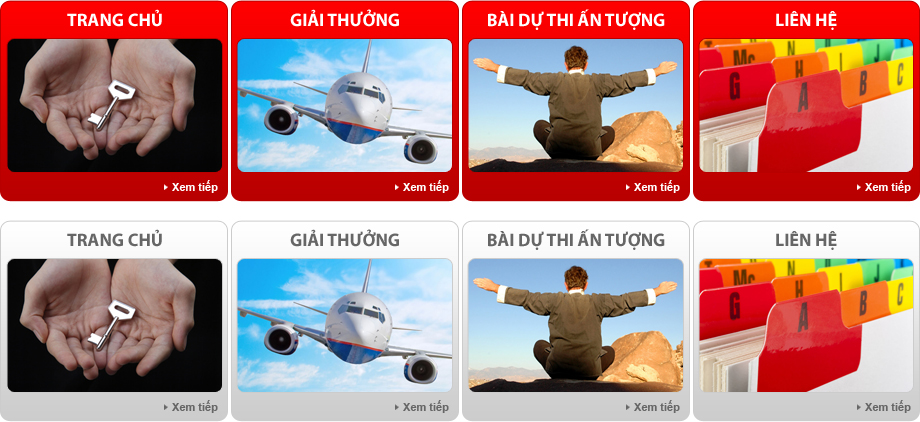 TRANG CHỦ
GIẢI THƯỞNG
BÀI DỰ THI ẤN TƯỢNG
LIÊN HỆ
Mc
H
I
J
G
H
B
C
A
Xem tiếp
Xem tiếp
Xem tiếp
Xem tiếp
TRANG CHỦ
GIẢI THƯỞNG
BÀI DỰ THI ẤN TƯỢNG
LIÊN HỆ
Mc
H
I
J
G
H
B
C
A
Xem tiếp
Xem tiếp
Xem tiếp
Xem tiếp